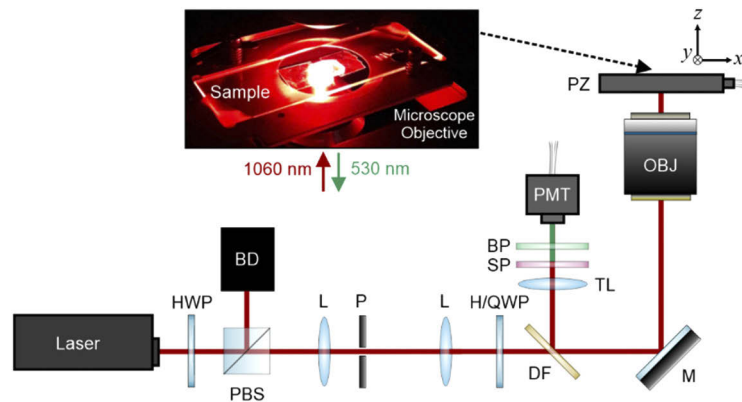 z
y
x
PZ
Sample
Microscope
Objective
1060 nm
530 nm
PMT
OBJ
BP
SP
TL
BD
HWP
L
P
L
H/QWP
Laser
PBS
DF
M